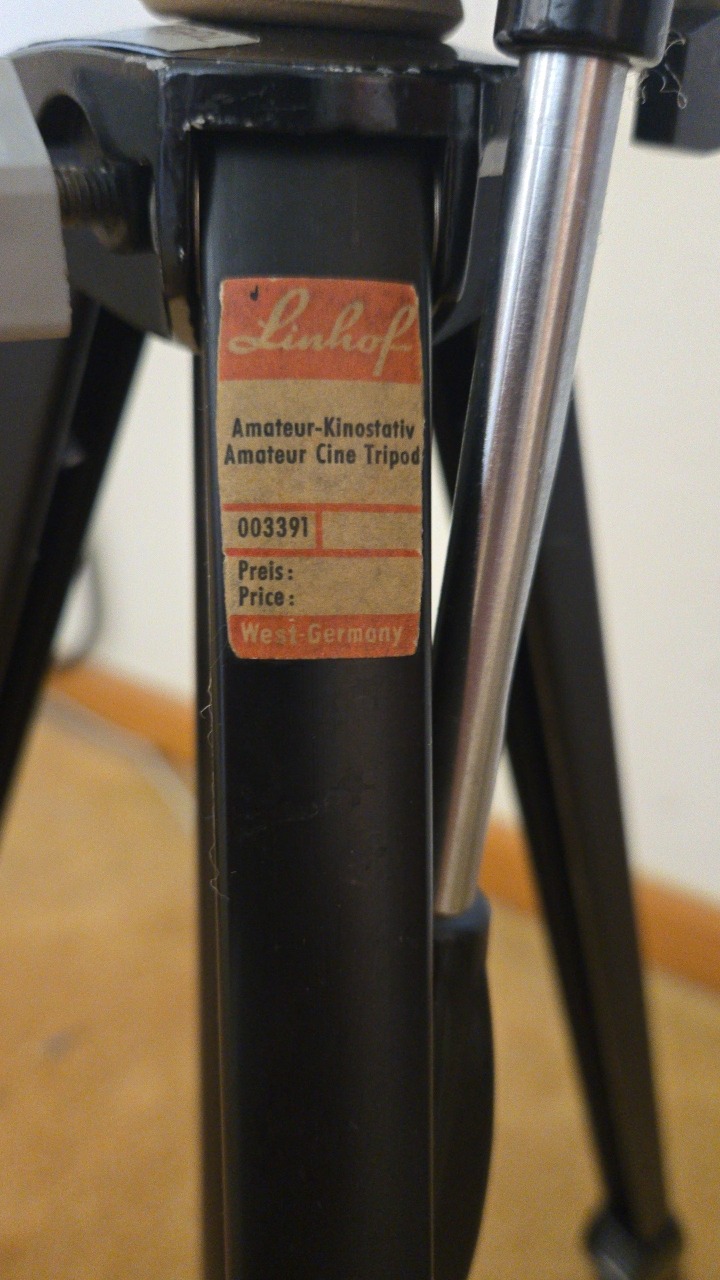 Linhof
Amateur-Kinostativ
Amateur Cine Tripod
003391
Preis:
Price:
West-Germany